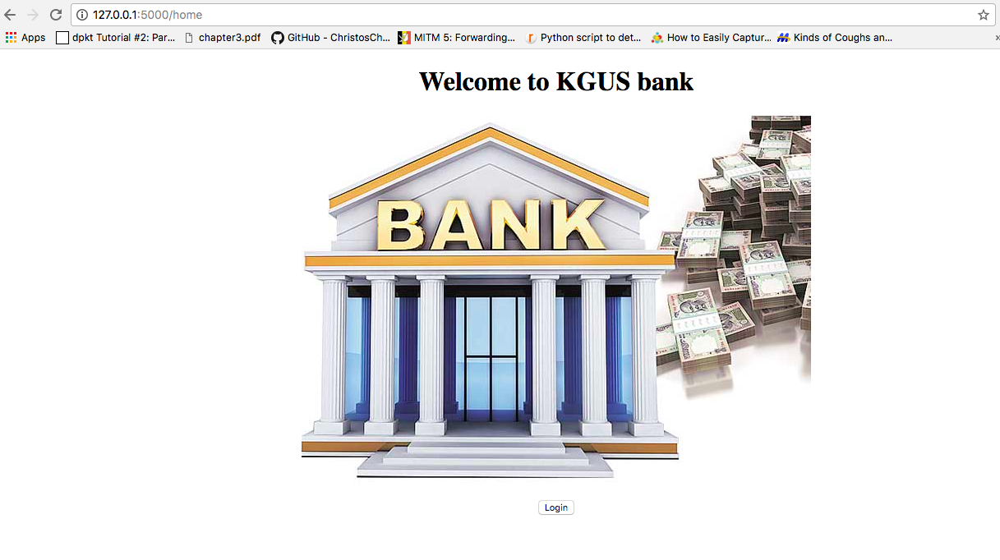 127.0.0.1:5000/home
Apps dpkt Tutorial #2: Par... chapter3.pdf GitHub - ChristosCh... MITM 5: Forwarding... Python script to det... How to Easily Captur... Kinds of Coughs an... »
Welcome to KGUS bank
BANK
Login